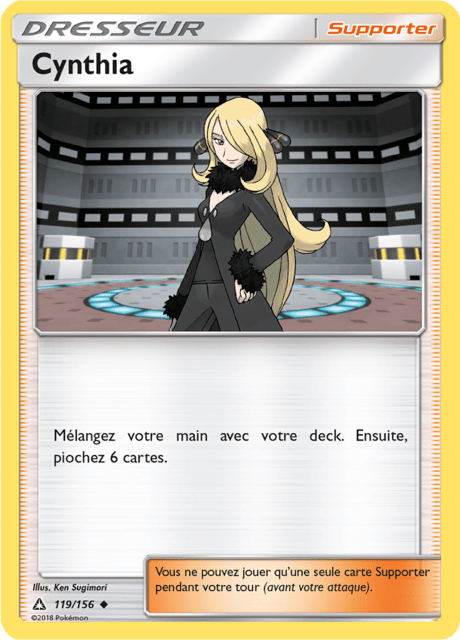 DRESSEUR Supporter
Cynthia
Mélangez votre main avec votre deck. Ensuite,
piochez 6 cartes.
Vous ne pouvez jouer qu'une seule carte Supporter
pendant votre tour (avant votre attaque).
Illus. Ken Sugimori
119/156
©2018 Pokémon